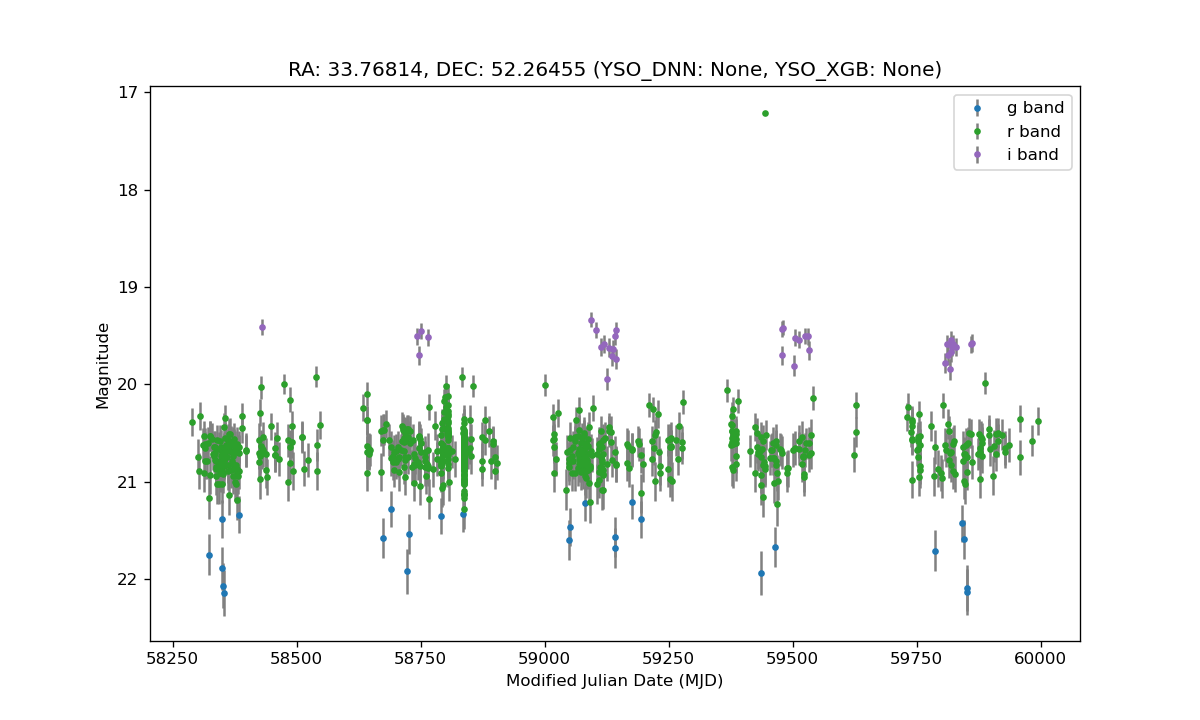 RA: 33.76814, DEC: 52.26455 (YSO_DNN: None, YSO_XGB: None)
g band
r band
i band
17
18
19
20
21
22
Magnitude
58250 58500 58750 59000 59250 59500 59750 60000
Modified Julian Date (MJD)